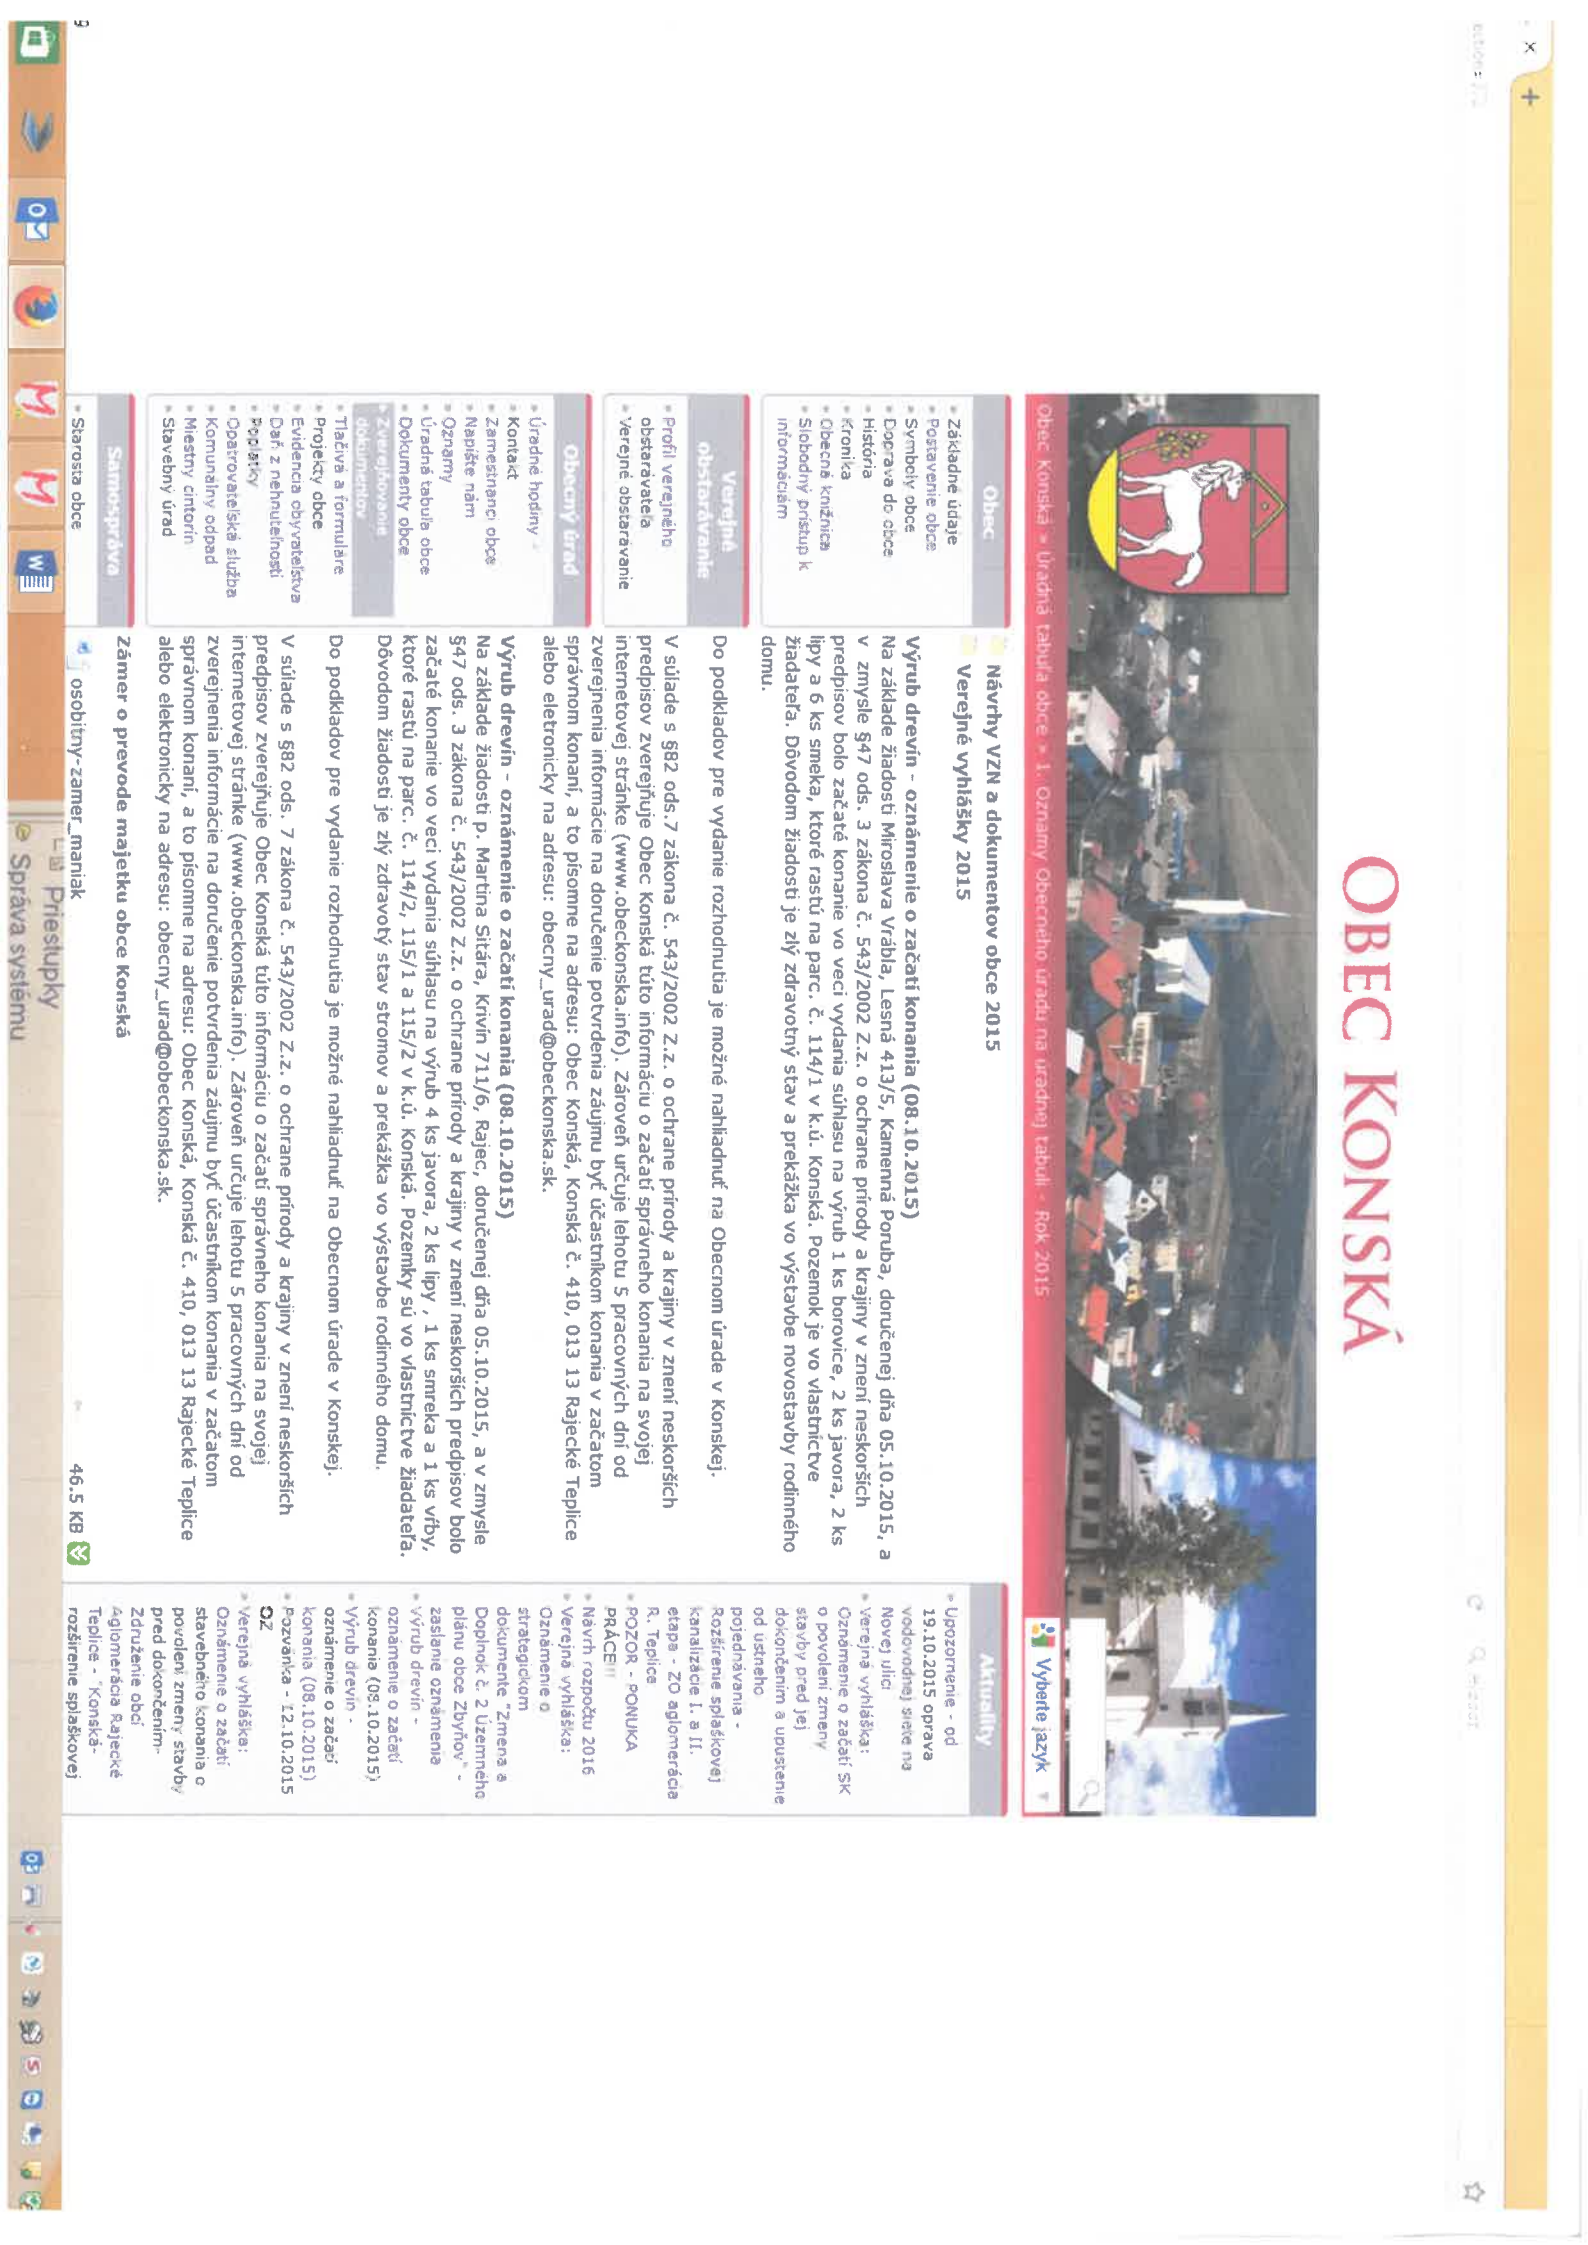 OBEC KONSKÁ
Obec Konská » Úradná tabuľa obce » 1. Oznamy Obecného úradu na úradnej tabuli - Rok 2015
Vyberte jazyk
Obec
Základné údaje
Postavenie obce
Symboly obce
Doprava do obce
História
Kronika
Obecná knižnica
Slobodný prístup k
informáciám
Verejné
obstarávanie
Profil verejného
obstarávateľa
Verejné obstarávanie
Obecný úrad
Úradné hodiny -
Kontakt
Zamestnanci obce
Napíšte nám
Oznamy
Úradná tabuľa obce
Dokumenty obce
Zverejňovanie
dokumentov
Tlačivá a formuláre
Projekty obce
Evidencia obyvateľstva
Daň z nehnuteľnosti
Poplatky
Opatrovateľská služba
Komunálny odpad
Miestny cintorín
Stavebný úrad
Samospráva
Starosta obce
Návrhy VZN a dokumentov obce 2015
Verejné vyhlášky 2015
Výrub drevín - oznámenie o začatí konania (08.10.2015)
Na základe žiadosti Miroslava Vrábla, Lesná 413/5, Kamenná Poruba, doručenej dňa 05.10.2015, a
v zmysle §47 ods. 3 zákona č. 543/2002 Z.z. o ochrane prírody a krajiny v znení neskorších
predpisov bolo začaté konanie vo veci vydania súhlasu na výrub 1 ks borovice, 2 ks javora, 2 ks
lipy a 6 ks smeka, ktoré rastú na parc. č. 114/1 v k.ú. Konská. Pozemok je vo vlastníctve
žiadateľa. Dôvodom žiadosti je zlý zdravotný stav a prekážka vo výstavbe novostavby rodinného
domu.
Do podkladov pre vydanie rozhodnutia je možné nahliadnuť na Obecnom úrade v Konskej.
V súlade s §82 ods.7 zákona č. 543/2002 Z.z. o ochrane prírody a krajiny v znení neskorších
predpisov zverejňuje Obec Konská túto informáciu o začatí správneho konania na svojej
internetovej stránke (www.obeckonska.info). Zároveň určuje lehotu 5 pracovných dní od
zverejnenia informácie na doručenie potvrdenia záujmu byť účastníkom konania v začatom
správnom konaní, a to písomne na adresu: Obec Konská, Konská č. 410, 013 13 Rajecké Teplice
alebo eletronicky na adresu: obecny_urad@obeckonska.sk.
Výrub drevín - oznámenie o začatí konania (08.10.2015)
Na základe žiadosti p. Martina Sitára, Krivín 711/6, Rajec, doručenej dňa 05.10.2015, a v zmysle
§47 ods. 3 zákona č. 543/2002 Z.z. o ochrane prírody a krajiny v znení neskorších predpisov bolo
začaté konanie vo veci vydania súhlasu na výrub 4 ks javora, 2 ks lipy , 1 ks smreka a 1 ks vŕby,
ktoré rastú na parc. č. 114/2, 115/1 a 115/2 v k.ú. Konská. Pozemky sú vo vlastníctve žiadateľa.
Dôvodom žiadosti je zlý zdravotý stav stromov a prekážka vo výstavbe rodinného domu.
Do podkladov pre vydanie rozhodnutia je možné nahliadnuť na Obecnom úrade v Konskej.
V súlade s §82 ods. 7 zákona č. 543/2002 Z.z. o ochrane prírody a krajiny v znení neskorších
predpisov zverejňuje Obec Konská túto informáciu o začatí správneho konania na svojej
internetovej stránke (www.obeckonska.info). Zároveň určuje lehotu 5 pracovných dní od
zverejnenia informácie na doručenie potvrdenia záujmu byť účastníkom konania v začatom
správnom konaní, a to písomne na adresu: Obec Konská, Konská č. 410, 013 13 Rajecké Teplice
alebo elektronicky na adresu: obecny_urad@obeckonska.sk.
Zámer o prevode majetku obce Konská
osobitny-zamer_maniak
46.5 KB
Aktuality
Upozornenie - od
19.10.2015 oprava
vodovodnej siete na
Novej ulici
Verejná vyhláška:
Oznámenie o začatí SK
o povolení zmeny
stavby pred jej
dokončením a upustenie
od ústneho
pojednávania -
Rozšírenie splaškovej
kanalizácie I. a II.
etapa - ZO aglomerácia
R. Teplice
POZOR - PONUKA
PRÁCE!!!
Návrh rozpočtu 2016
Verejná vyhláška:
Oznámenie o
strategickom
dokumente "Zmena a
Doplnok č. 2 Územného
plánu obce Zbyňov" -
zaslanie oznámenia
Výrub drevín -
oznámenie o začatí
konania (08.10.2015)
Výrub drevín -
oznámenie o začatí
konania (08.10.2015)
Pozvánka - 12.10.2015
OZ
Verejná vyhláška:
Oznámenie o začatí
stavebného konania o
povolení zmeny stavby
pred dokončením-
Združenie obcí
Aglomerácia Rajecké
Teplice - "Konská-
rozšírenie splaškovej
Priestupky
Správa systému